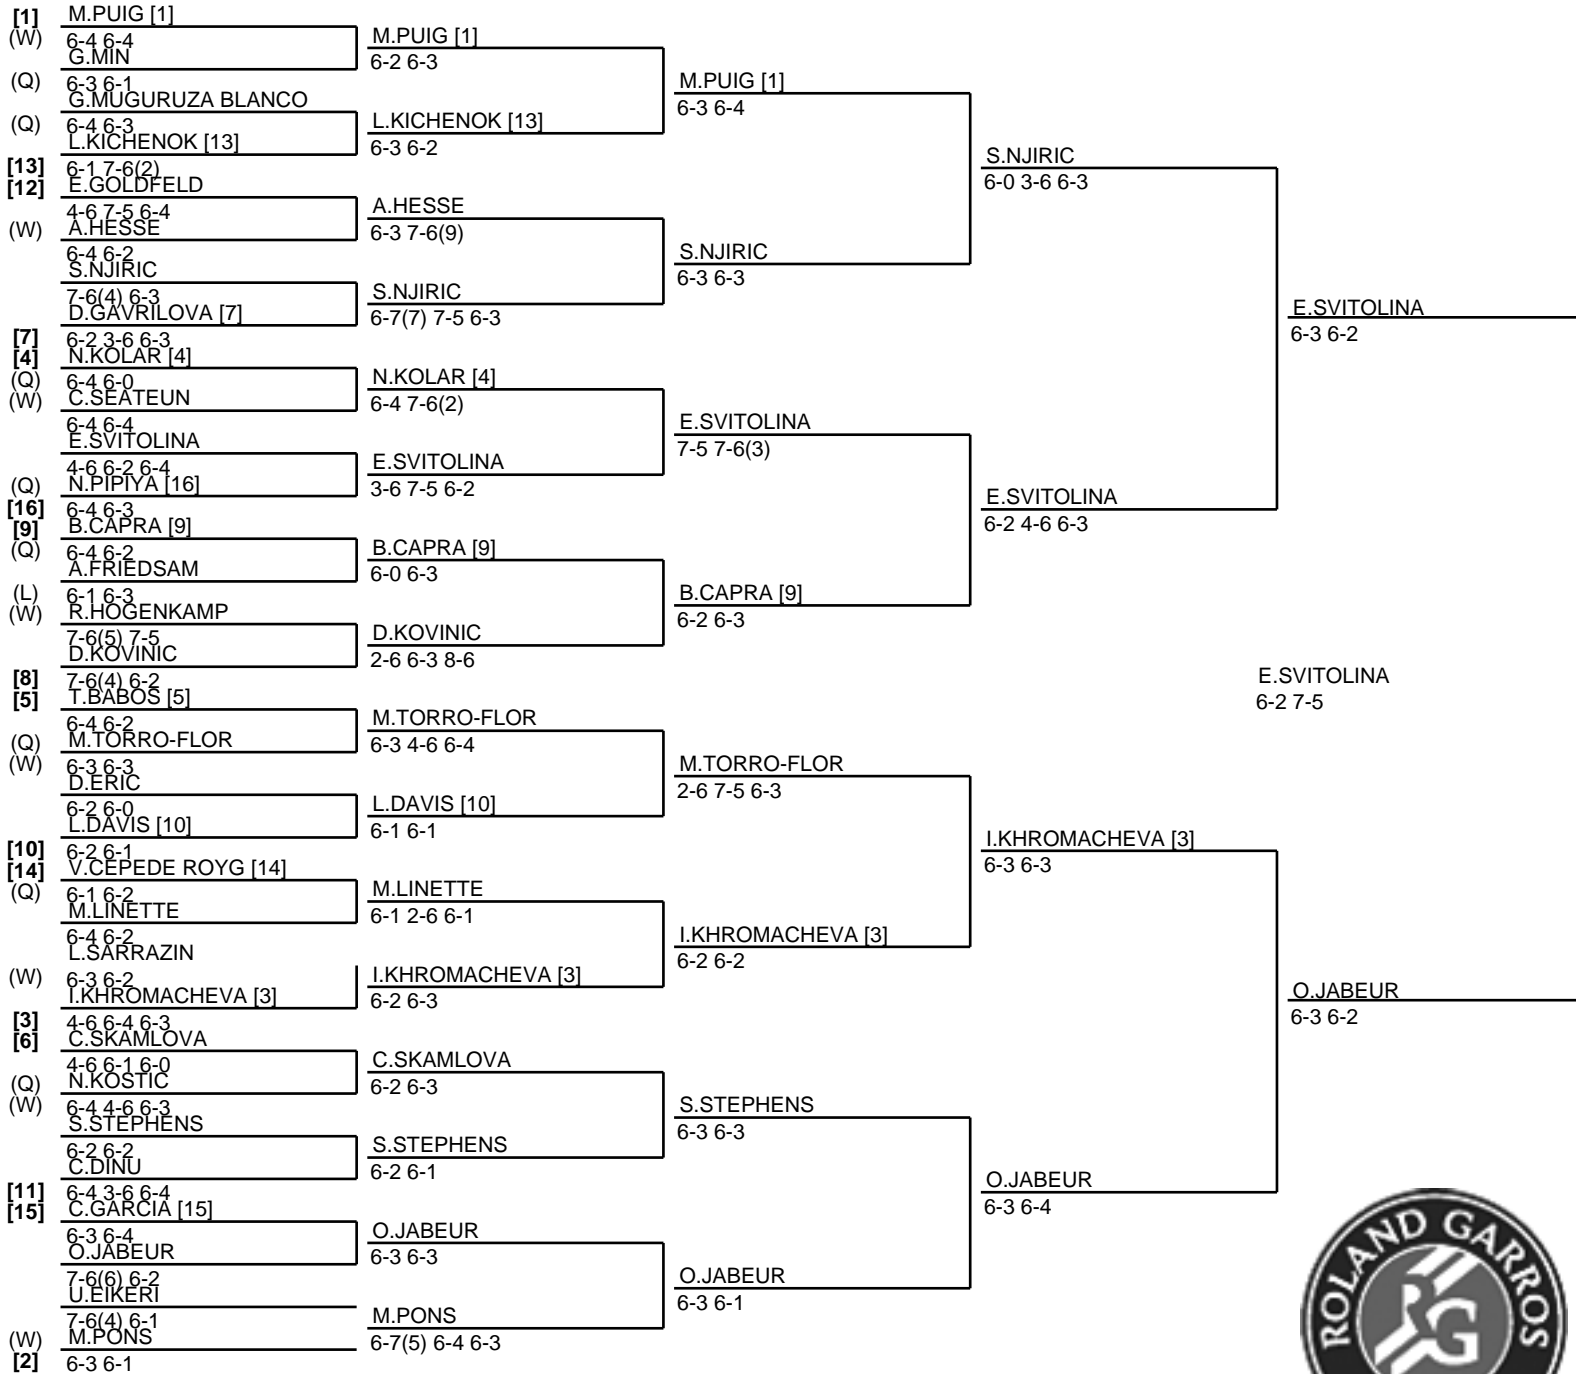 [1]
(W)
(Q)
(Q)
[13]
[12]
(W)
[7]
[4]
(Q)
(W)
(Q)
[16]
[9]
(Q)
(L)
(W)
[8]
[5]
(Q)
(W)
[10]
[14]
(Q)
(W)
[3]
[6]
(Q)
(W)
[11]
[15]
(W)
[2]
M.PUIG [1]
6-4 6-4
G.MIN
6-3 6-1
G.MUGURUZA BLANCO
6-4 6-3
L.KICHENOK [13]
6-1 7-6(2)
E.GOLDFELD
4-6 7-5 6-4
A.HESSE
6-4 6-2
S.NJIRIC
7-6(4) 6-3
D.GAVRILOVA [7]
6-2 3-6 6-3
N.KOLAR [4]
6-4 6-0
C.SEATEUN
6-4 6-4
E.SVITOLINA
4-6 6-2 6-4
N.PIPIYA [16]
6-4 6-3
B.CAPRA [9]
6-4 6-2
A.FRIEDSAM
6-1 6-3
R.HOGENKAMP
7-6(5) 7-5
D.KOVINIC
7-6(4) 6-2
T.BABOS [5]
6-4 6-2
M.TORRO-FLOR
6-3 6-3
D.ERIC
6-2 6-0
L.DAVIS [10]
6-2 6-1
V.CEPEDE ROYG [14]
6-1 6-2
M.LINETTE
6-4 6-2
L.SARRAZIN
6-3 6-2
I.KHROMACHEVA [3]
4-6 6-4 6-3
C.SKAMLOVA
4-6 6-1 6-0
N.KOSTIC
6-4 4-6 6-3
S.STEPHENS
6-2 6-2
C.DINU
6-4 3-6 6-4
C.GARCIA [15]
6-3 6-4
O.JABEUR
7-6(6) 6-2
U.EIKERI
7-6(4) 6-1
M.PONS
6-3 6-1
M.PUIG [1]
6-2 6-3
L.KICHENOK [13]
6-3 6-2
A.HESSE
6-3 7-6(9)
S.NJIRIC
6-7(7) 7-5 6-3
N.KOLAR [4]
6-4 7-6(2)
E.SVITOLINA
3-6 7-5 6-2
B.CAPRA [9]
6-0 6-3
D.KOVINIC
2-6 6-3 8-6
M.TORRO-FLOR
6-3 4-6 6-4
L.DAVIS [10]
6-1 6-1
M.LINETTE
6-1 2-6 6-1
I.KHROMACHEVA [3]
6-2 6-3
C.SKAMLOVA
6-2 6-3
S.STEPHENS
6-2 6-1
O.JABEUR
6-3 6-3
M.PONS
6-7(5) 6-4 6-3
M.PUIG [1]
6-3 6-4
S.NJIRIC
6-3 6-3
E.SVITOLINA
7-5 7-6(3)
B.CAPRA [9]
6-2 6-3
M.TORRO-FLOR
2-6 7-5 6-3
I.KHROMACHEVA [3]
6-2 6-2
S.STEPHENS
6-3 6-3
O.JABEUR
6-3 6-1
S.NJIRIC
6-0 3-6 6-3
E.SVITOLINA
6-2 4-6 6-3
I.KHROMACHEVA [3]
6-3 6-3
O.JABEUR
6-3 6-4
E.SVITOLINA
6-3 6-2
O.JABEUR
6-3 6-2
E.SVITOLINA
6-2 7-5
ROLAND GARROS
RG